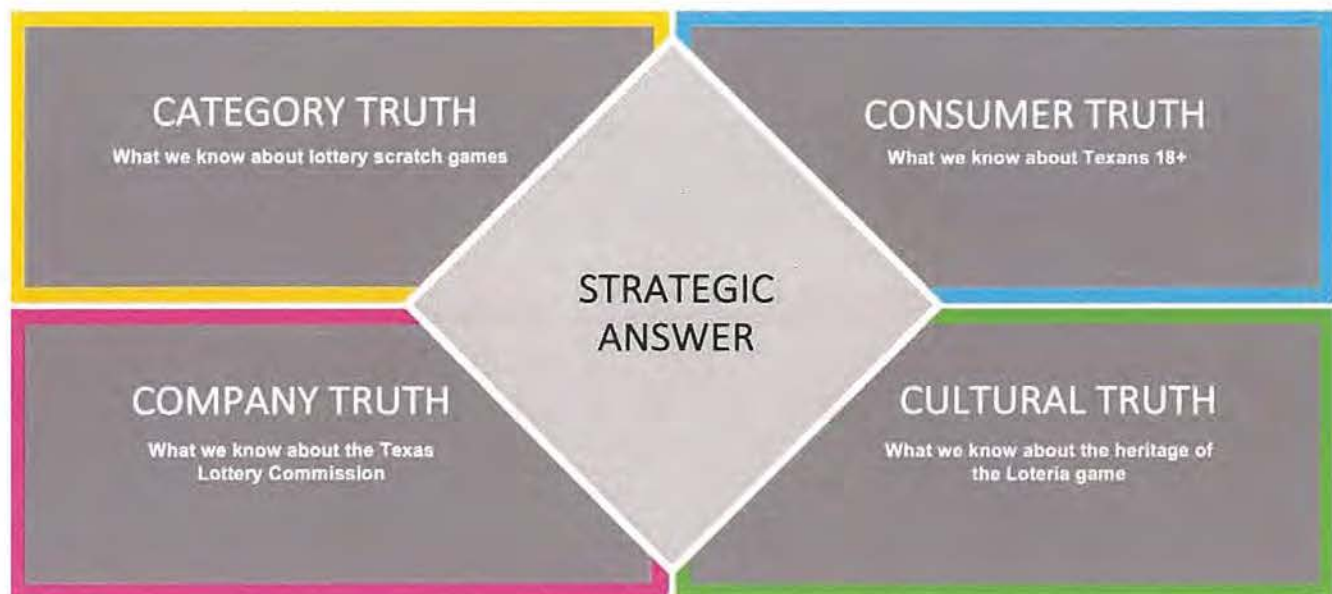 CATEGORY TRUTH
What we know about lottery scratch games
CONSUMER TRUTH
What we know about Texans 18+
STRATEGIC
ANSWER
COMPANY TRUTH
What we know about the Texas
Lottery Commission
CULTURAL TRUTH
What we know about the heritage of
the Loteria game